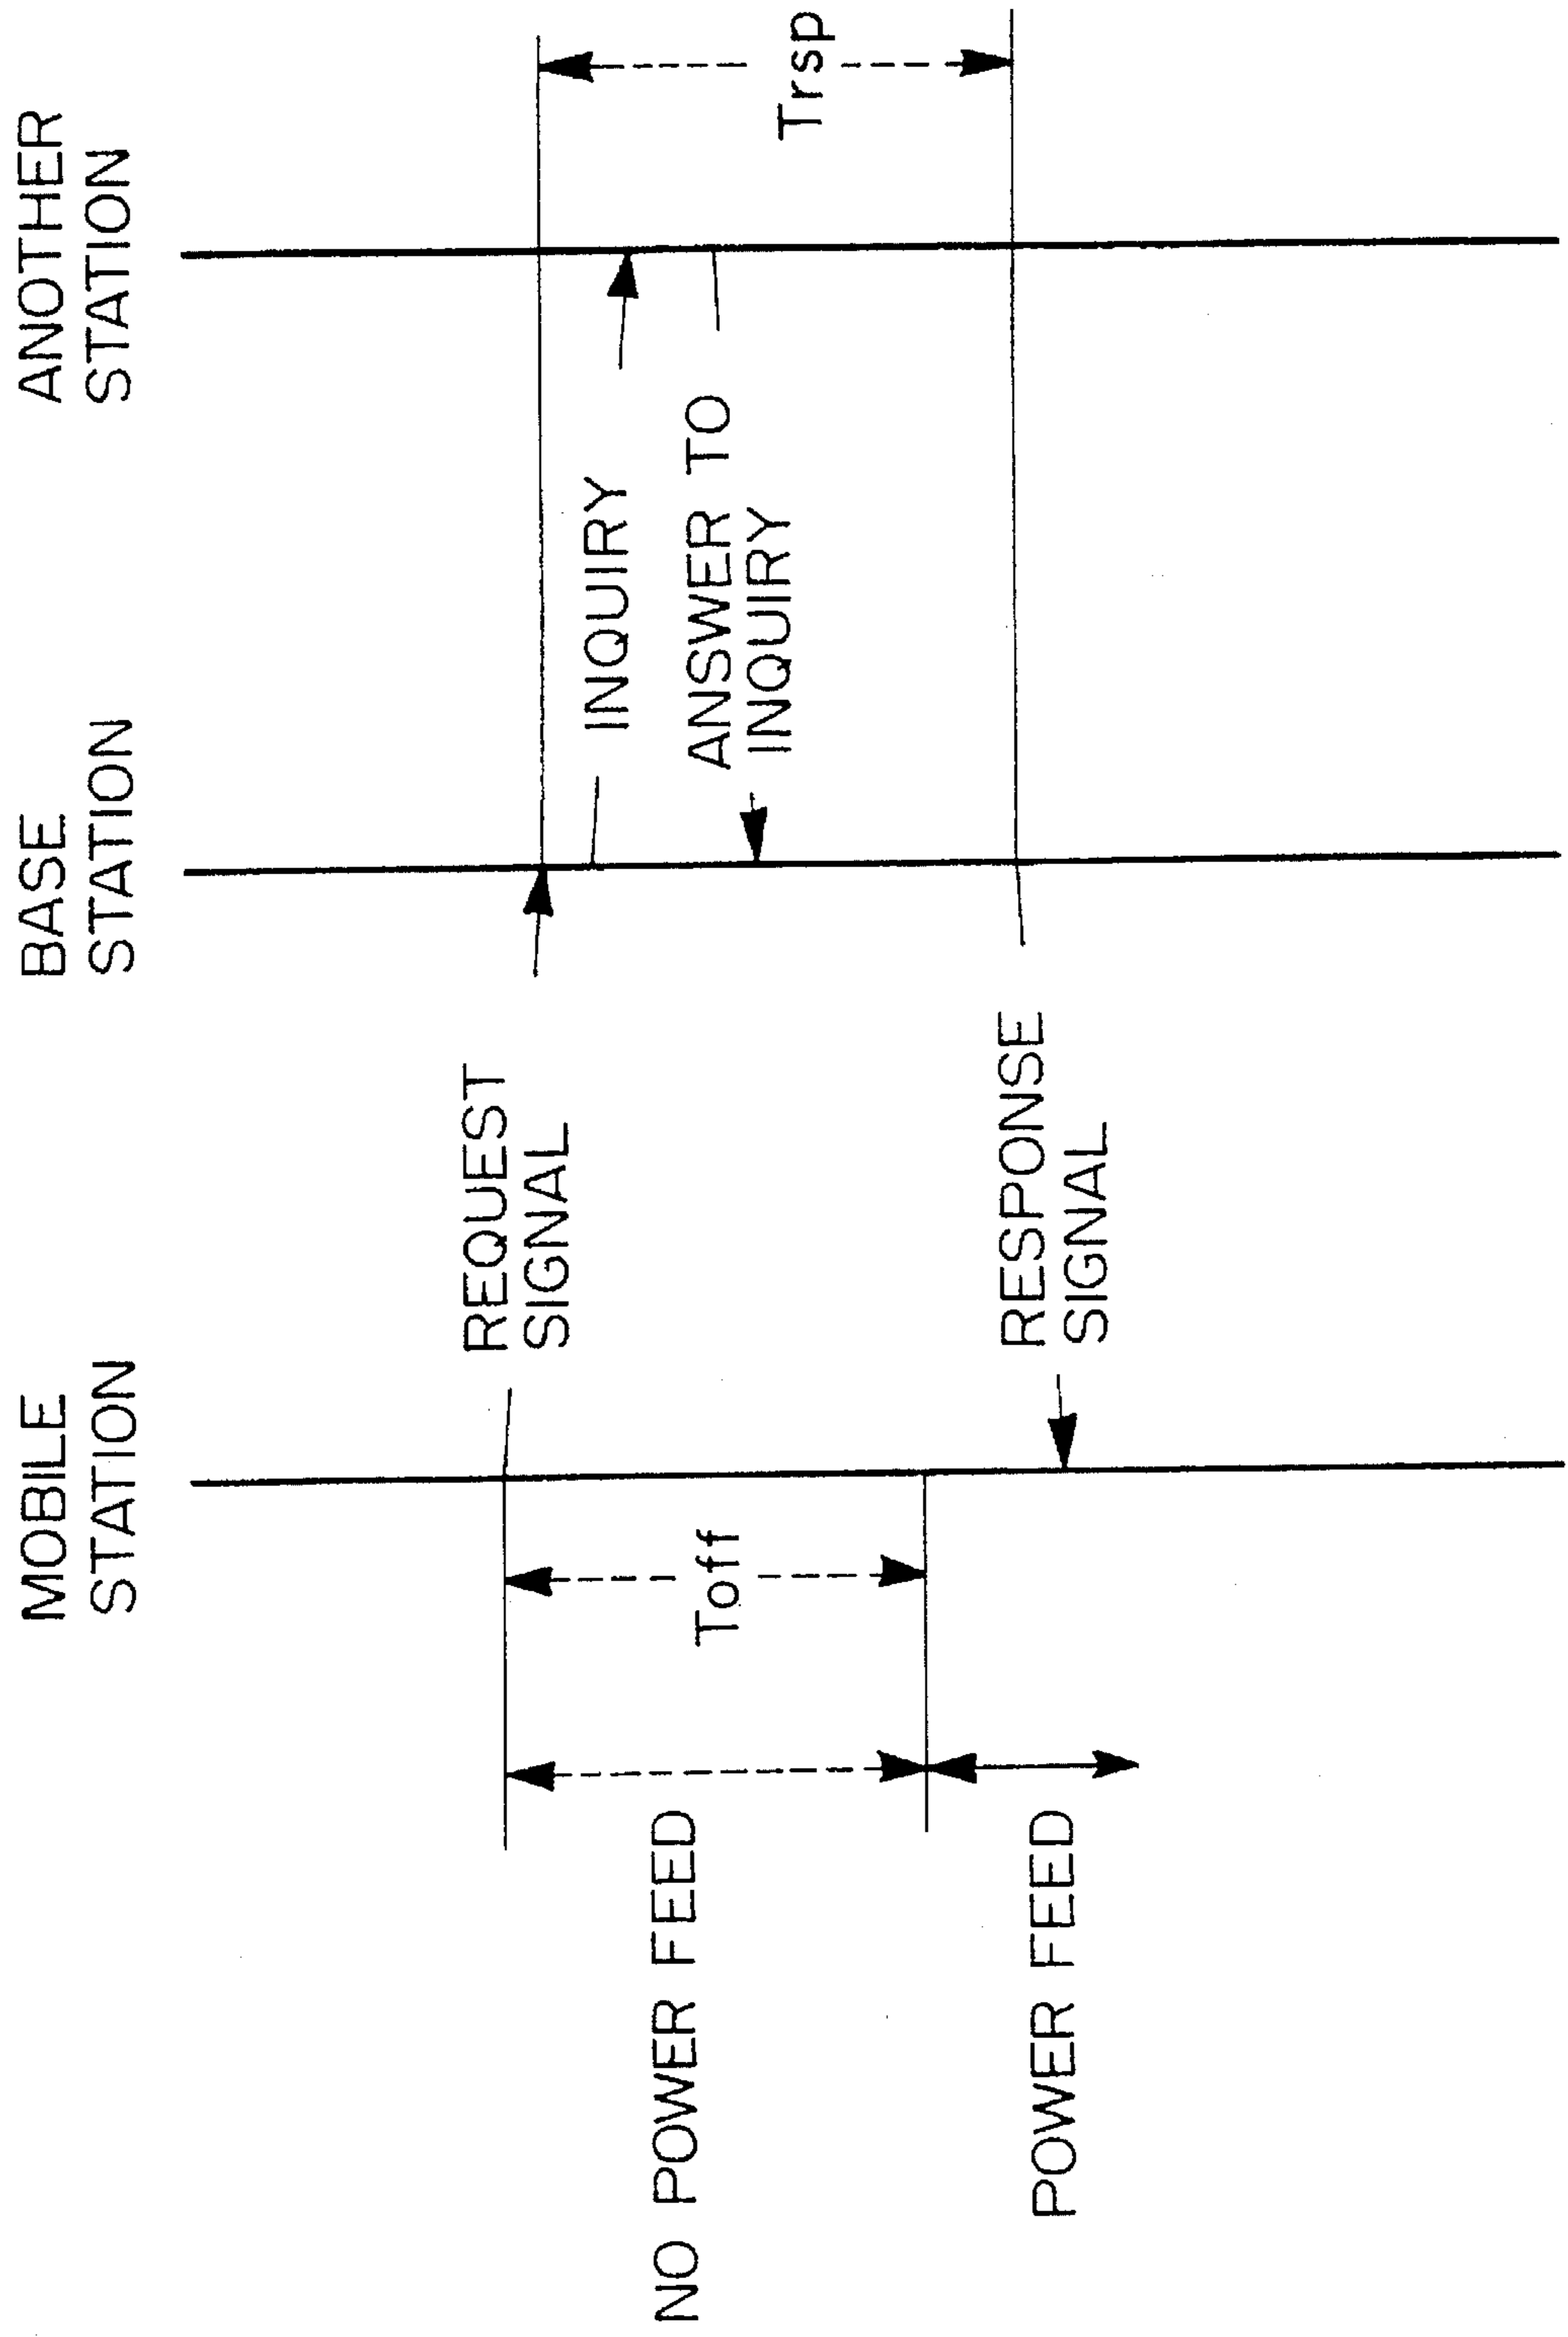 MOBILE
STATION
BASE
STATION
ANOTHER
STATION
REQUEST
SIGNAL
INQUIRY
ANSWER TO
INQUIRY
NO POWER FEED
Toff
Trsp
RESPONSE
SIGNAL
POWER FEED